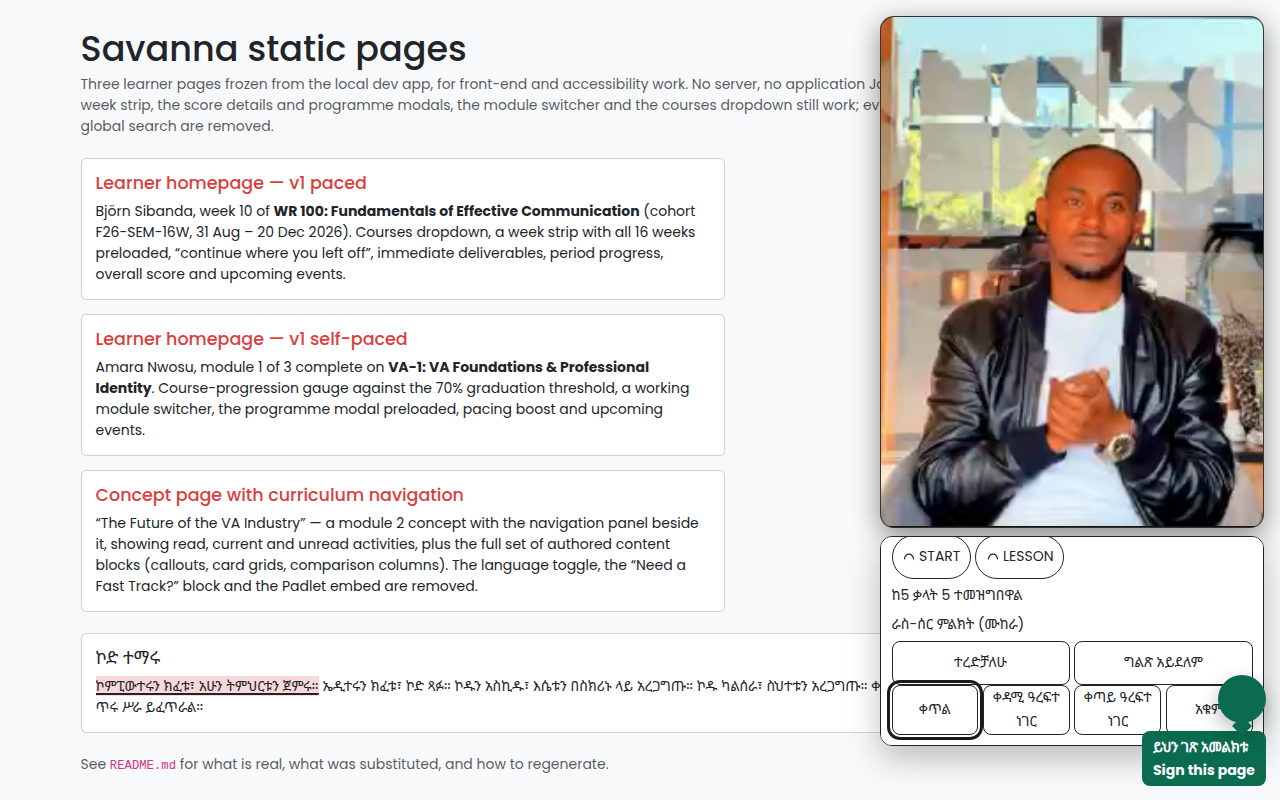 Savanna static pages
Three learner pages frozen from the local dev app, for front-end and accessibility work. No server, no application
week strip, the score details and programme modals, the module switcher and the courses dropdown still work;
global search are removed.
Learner homepage — v1 paced
Björn Sibanda, week 10 of WR 100: Fundamentals of Effective Communication (cohort
F26-SEM-16W, 31 Aug – 20 Dec 2026). Courses dropdown, a week strip with all 16 weeks
preloaded, “continue where you left off”, immediate deliverables, period progress,
overall score and upcoming events.
Learner homepage — v1 self-paced
Amara Nwosu, module 1 of 3 complete on VA-1: VA Foundations & Professional
Identity. Course-progression gauge against the 70% graduation threshold, a working
module switcher, the programme modal preloaded, pacing boost and upcoming
events.
Concept page with curriculum navigation
“The Future of the VA Industry” — a module 2 concept with the navigation panel beside
it, showing read, current and unread activities, plus the full set of authored content
blocks (callouts, card grids, comparison columns). The language toggle, the “Need a
Fast Track?” block and the Padlet embed are removed.
ኮድ ተማሩ
ኮምፒውተሩን ክፈቱ፣ አሁን ትምህርቱን ጀምሩ። ኤዲተሩን ክፈቱ፣ ኮድ ጻፉ። ኮዱን አስኪዱ፣ እሴቱን በስክሪኑ ላይ አረጋግጡ። ኮዱ ካልሰራ፣ ስህተቱን አረጋግጡ።
ጥሩ ሥራ ይፈጥራል።
See README.md for what is real, what was substituted, and how to regenerate.
START LESSON
ከ5 ቃላት 5 ተመዝግበዋል
ራስ-ሰር ምልክት (ሙከራ)
ተረድቻለሁ ግልጽ አይደለም
ቀጥል ቀዳሚ ዓረፍተ ነገር ቀጣይ ዓረፍተ ነገር
ይህን ገጽ አመልክቱ
Sign this page